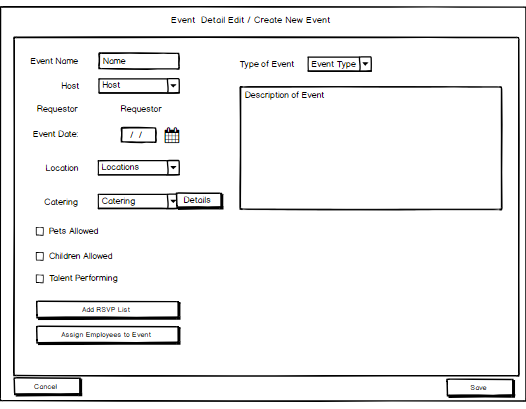 Event Detail Edit / Create New Event
Event Name Name
Type of Event Event Type
Host Host
Description of Event
Requestor Requestor
Event Date: / /
Location Locations
Catering Catering Details
Pets Allowed
Children Allowed
Talent Performing
Add RSVP List
Assign Employees to Event
Cancel Save